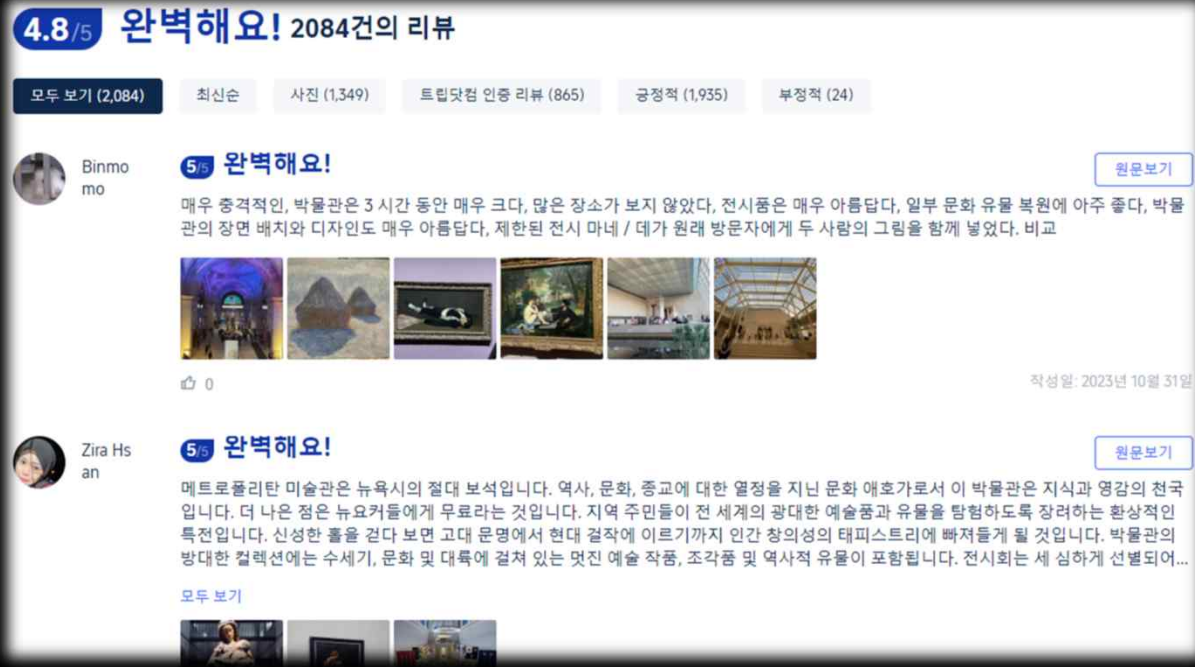 4.8/5 완벽해요! 2084건의 리뷰
모두 보기 (2,084) 최신순 사진 (1,349) 트립닷컴 인증 리뷰 (865) 긍정적 (1,935) 부정적 (24)
Binmo
mo
5/5 완벽해요!
원문보기
매우 충격적인, 박물관은 3 시간 동안 매우 크다, 많은 장소가 보지 않았다, 전시품은 매우 아름답다, 일부 문화 유물 복원에 아주 좋다, 박물
관의 장면 배치와 디자인도 매우 아름답다, 제한된 전시 마네 / 데가 원래 방문자에게 두 사람의 그림을 함께 넣었다. 비교
0
작성일: 2023년 10월 31일
Zira Hs
an
5/5 완벽해요!
원문보기
메트로폴리탄 미술관은 뉴욕시의 절대 보석입니다. 역사, 문화, 종교에 대한 열정을 지닌 문화 애호가로서 이 박물관은 지식과 영감의 천국
입니다. 더 나은 점은 뉴요커들에게 무료라는 것입니다. 지역 주민들이 전 세계의 광대한 예술품과 유물을 탐험하도록 장려하는 환상적인
특전입니다. 신성한 홀을 걷다 보면 고대 문명에서 현대 걸작에 이르기까지 인간 창의성의 태피스트리에 빠져들게 될 것입니다. 박물관의
방대한 컬렉션에는 수세기, 문화 및 대륙에 걸쳐 있는 멋진 예술 작품, 조각품 및 역사적 유물이 포함됩니다. 전시회는 세 심하게 선별되어...
모두 보기